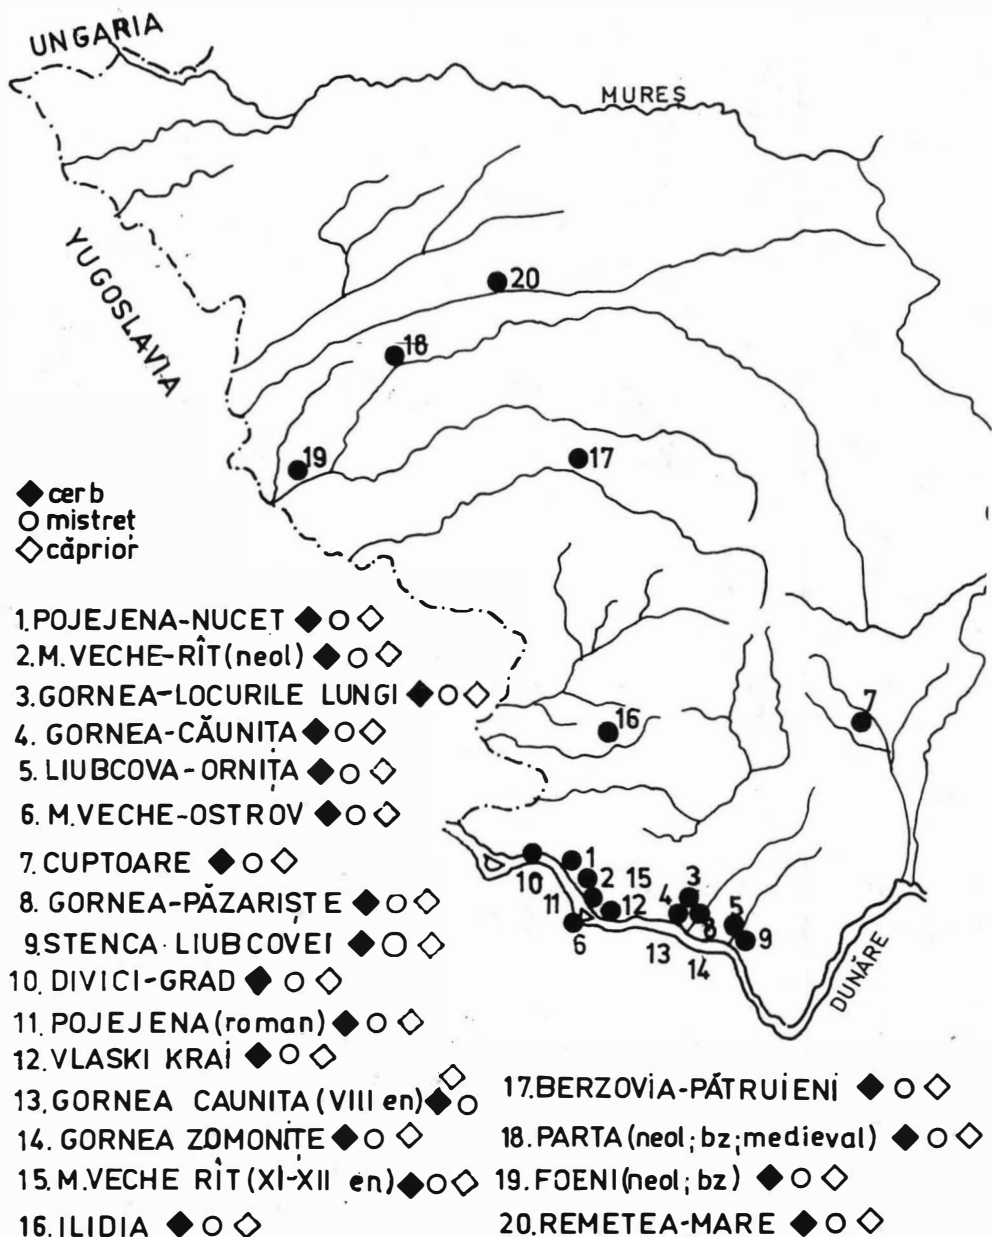 UNGARIA
MUREȘ
YUGOSLAVIA
20
18
19
17
cerb
mistreț
căprior
1.POJEJENA-NUCET
2.M.VECHE-RÎT(neol)
3.GORNEA-LOCURILE LUNGI
4. GORNEA-CĂUNIȚA
5. LIUBCOVA-ORNIȚA
6. M.VECHE-OSTROV
7. CUPTOARE
8. GORNEA-PĂZARIȘTE
9.STENCA LIUBCOVEI
10. DIVICI-GRAD
11. POJEJENA(roman)
12.VLASKI KRAI
13.GORNEA CAUNITA(VIII en)
14. GORNEA ZOMONIȚE
15. M.VECHE RÎT(XI-XII en)
16. ILIDIA
7
16
1
10
2
15
3
11
12
4
8
5
9
6
13
14
DUNĂRE
17.BERZOVIA-PĂTRUIENI
18. PARTA(neol; bz; medieval)
19. FOENI(neol; bz)
20.REMETEA-MARE